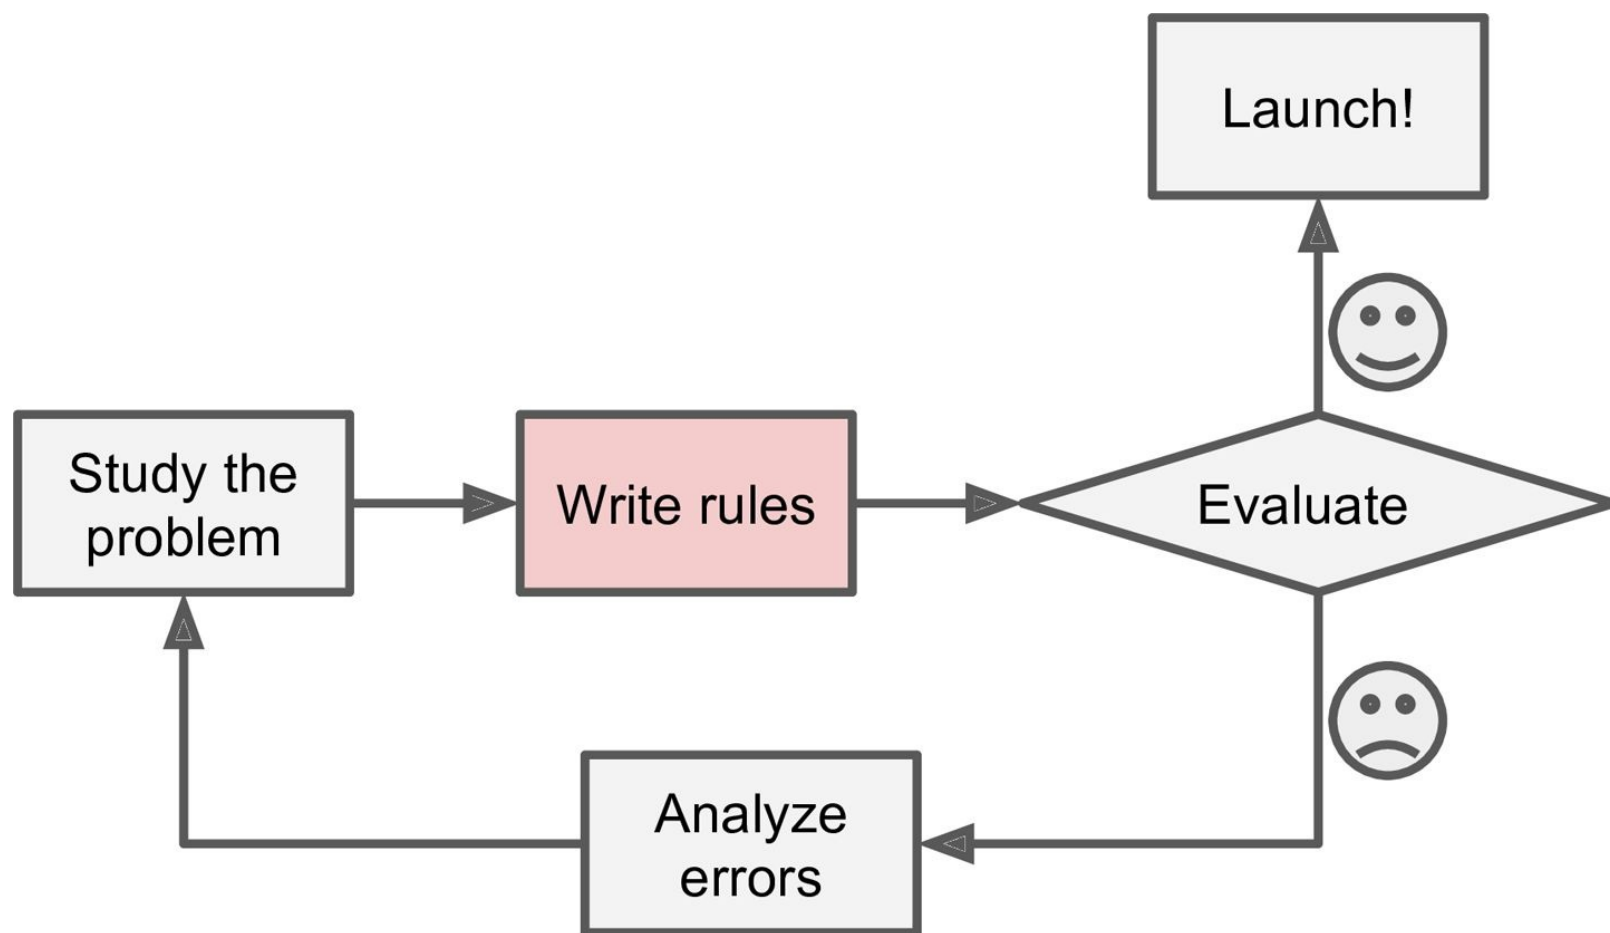 Launch!
Study the
problem
Write rules
Evaluate
Analyze
errors